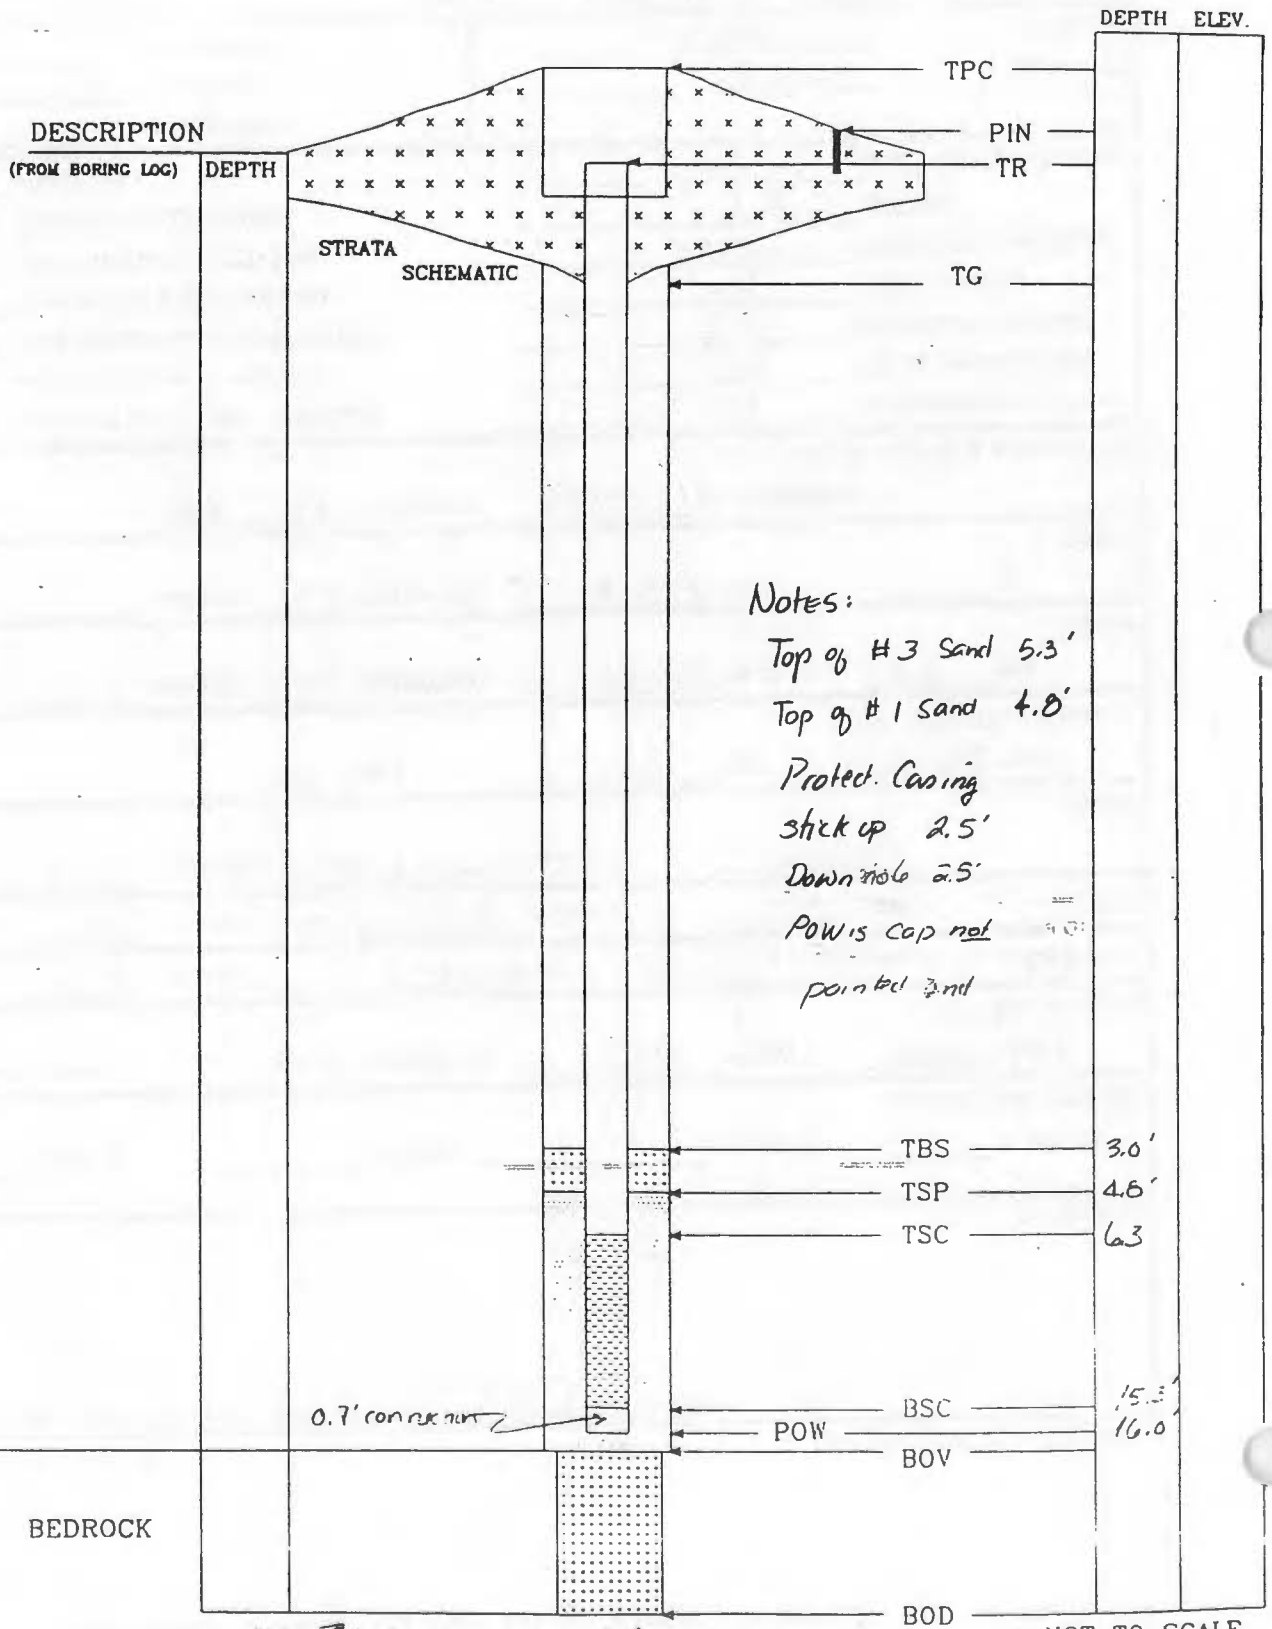 DEPTH ELEV.
TPC
DESCRIPTION
PIN
(FROM BORING LOG) DEPTH
TR
STRATA
SCHEMATIC
TG
Notes:
Top of #3 Sand 5.3'
Top of #1 Sand 4.8'
Protect. Casing
stick up 2.5'
Down hole 2.5'
POW is cap not
pointed end
TBS 3.0'
TSP 4.8'
TSC 6.3
BSC 15.3'
0.7'
POW 16.0'
BOV
BEDROCK
BOD
NOT TO SCALE